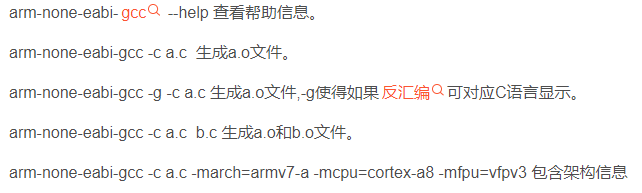 arm-none-eabi-gcc --help 查看帮助信息。
arm-none-eabi-gcc -c a.c 生成a.o文件。
arm-none-eabi-gcc -g -c a.c 生成a.o文件,-g使得如果反汇编可对应C语言显示。
arm-none-eabi-gcc -c a.c b.c 生成a.o和b.o文件。
arm-none-eabi-gcc -c a.c -march=armv7-a -mcpu=cortex-a8 -mfpu=vfpv3 包含架构信息